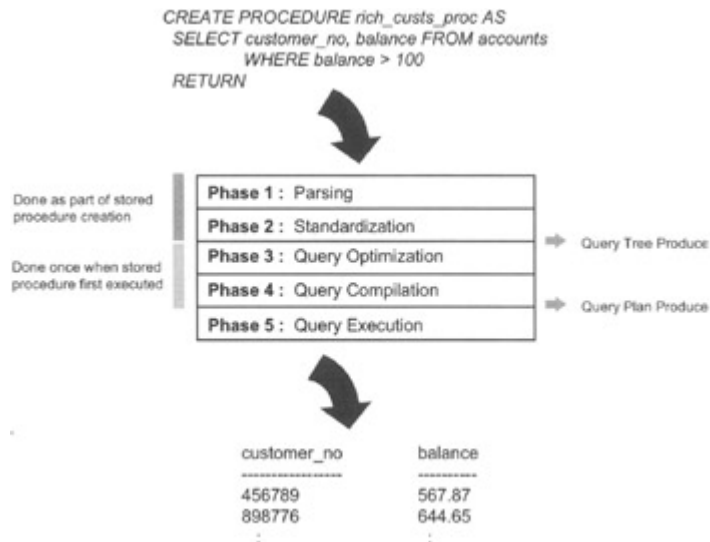 CREATE PROCEDURE rich_custs_proc AS
SELECT customer_no, balance FROM accounts
WHERE balance > 100
RETURN
Done as part of stored
procedure creation
Done once when stored
procedure first executed
Phase 1 : Parsing
Phase 2 : Standardization
Phase 3 : Query Optimization
Phase 4 : Query Compilation
Phase 5 : Query Execution
Query Tree Produce
Query Plan Produce
customer_no balance
----------------- ----------
456789 567.87
898776 644.65
: :